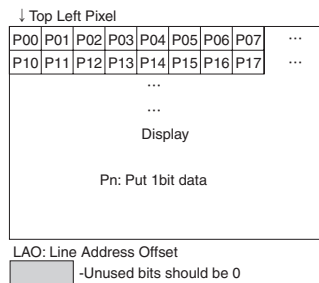 ↓Top Left Pixel
P00 P01 P02 P03 P04 P05 P06 P07 ...
P10 P11 P12 P13 P14 P15 P16 P17 ...
...
...
Display
Pn: Put 1bit data
LAO: Line Address Offset
-Unused bits should be 0